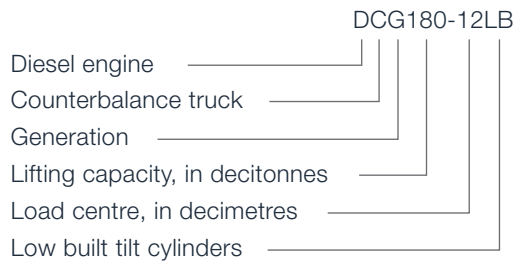 DCG180-12LB
Diesel engine
Counterbalance truck
Generation
Lifting capacity, in decitonnes
Load centre, in decimetres
Low built tilt cylinders